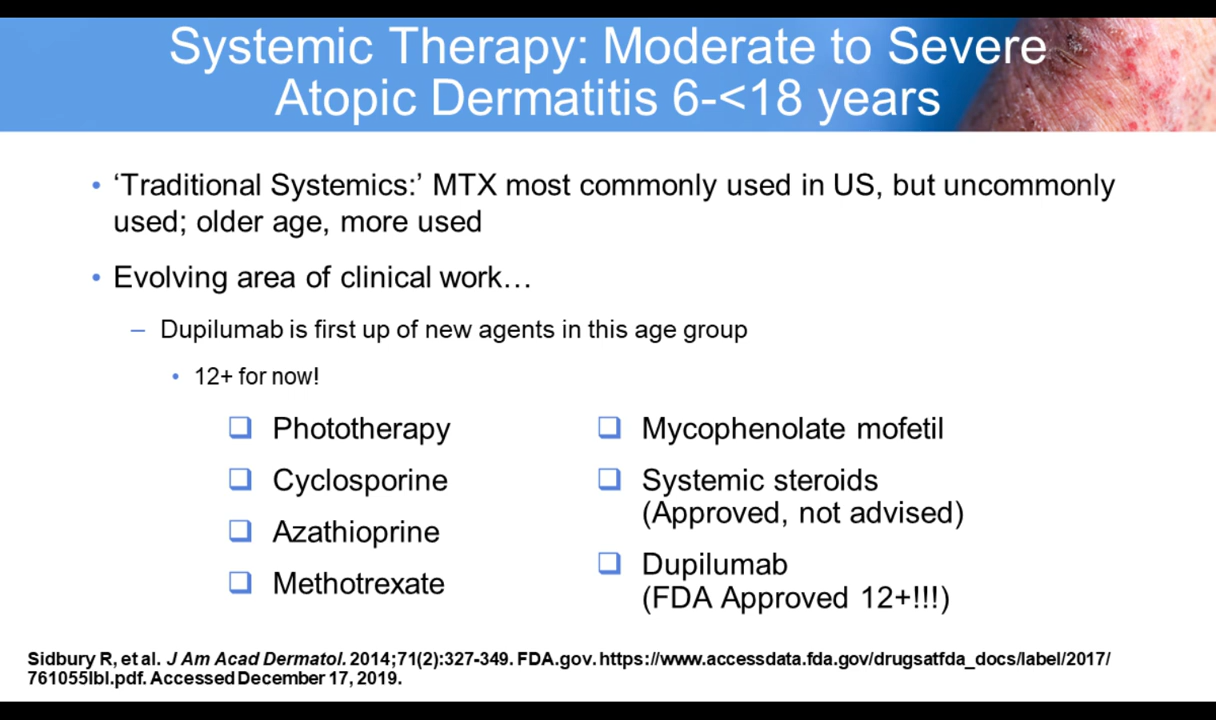 Systemic Therapy: Moderate to Severe
Atopic Dermatitis 6-<18 years
• ‘Traditional Systemics:’ MTX most commonly used in US, but uncommonly
used; older age, more used
• Evolving area of clinical work…
– Dupilumab is first up of new agents in this age group
• 12+ for now!
❑ Phototherapy
❑ Cyclosporine
❑ Azathioprine
❑ Methotrexate
❑ Mycophenolate mofetil
❑ Systemic steroids
(Approved, not advised)
❑ Dupilumab
(FDA Approved 12+!!!)
Sidbury R, et al. J Am Acad Dermatol. 2014;71(2):327-349. FDA.gov. https://www.accessdata.fda.gov/drugsatfda_docs/label/2017/
761055lbl.pdf. Accessed December 17, 2019.